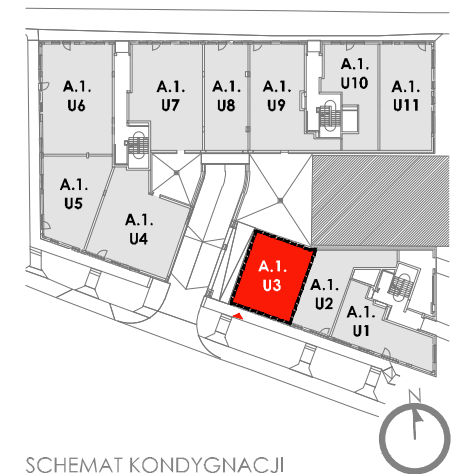 A.1.
U6
A.1.
U7
A.1.
U8
A.1.
U9
A.1.
U10
A.1.
U11
A.1.
U5
A.1.
U4
A.1.
U3
A.1.
U2
A.1.
U1
N
SCHEMAT KONDYGNACJI